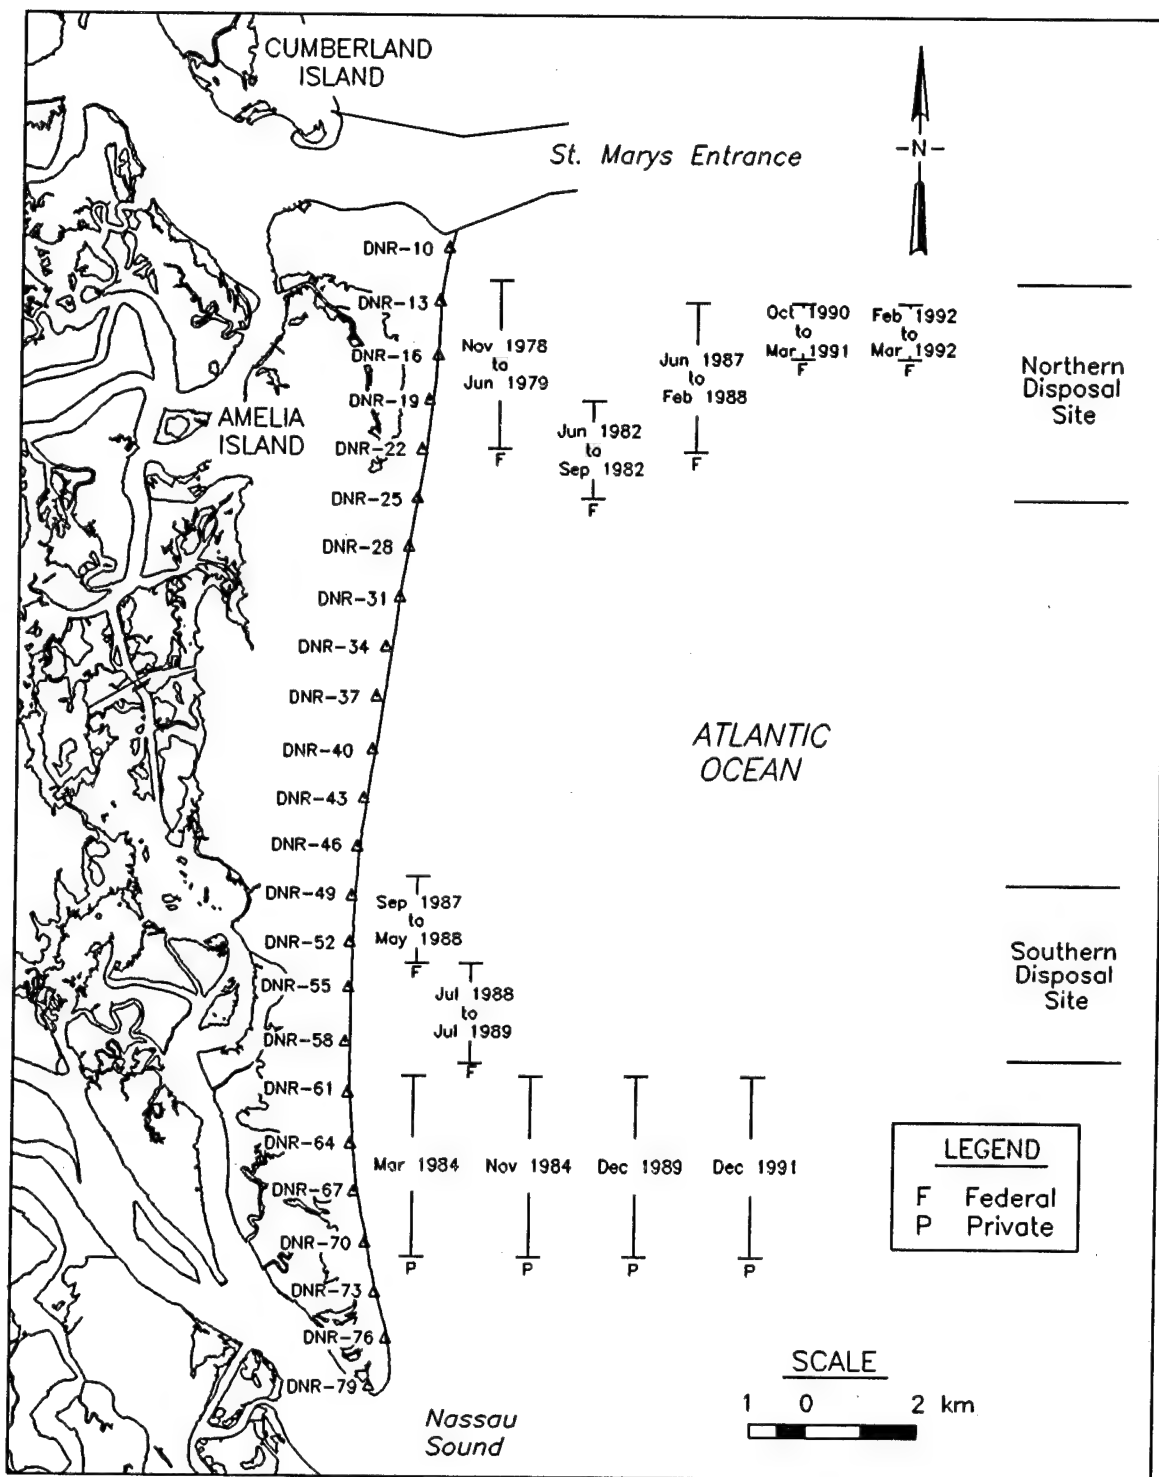 CUMBERLAND
ISLAND
St. Marys Entrance
-N-
DNR-10
DNR-13
DNR-16
DNR-19
DNR-22
DNR-25
DNR-28
DNR-31
DNR-34
DNR-37
DNR-40
DNR-43
DNR-46
DNR-49
DNR-52
DNR-55
DNR-58
DNR-61
DNR-64
DNR-67
DNR-70
DNR-73
DNR-76
DNR-79
AMELIA
ISLAND
Nov 1978
to
Jun 1979
F
Jun 1982
to
Sep 1982
F
Jun 1987
to
Feb 1988
F
Oct 1990
to
Mar 1991
F
Feb 1992
to
Mar 1992
F
Northern
Disposal
Site
ATLANTIC
OCEAN
Sep 1987
to
May 1988
F
Jul 1988
to
Jul 1989
F
Southern
Disposal
Site
Mar 1984
P
Nov 1984
P
Dec 1989
P
Dec 1991
P
LEGEND
F Federal
P Private
SCALE
1 0 2 km
Nassau
Sound